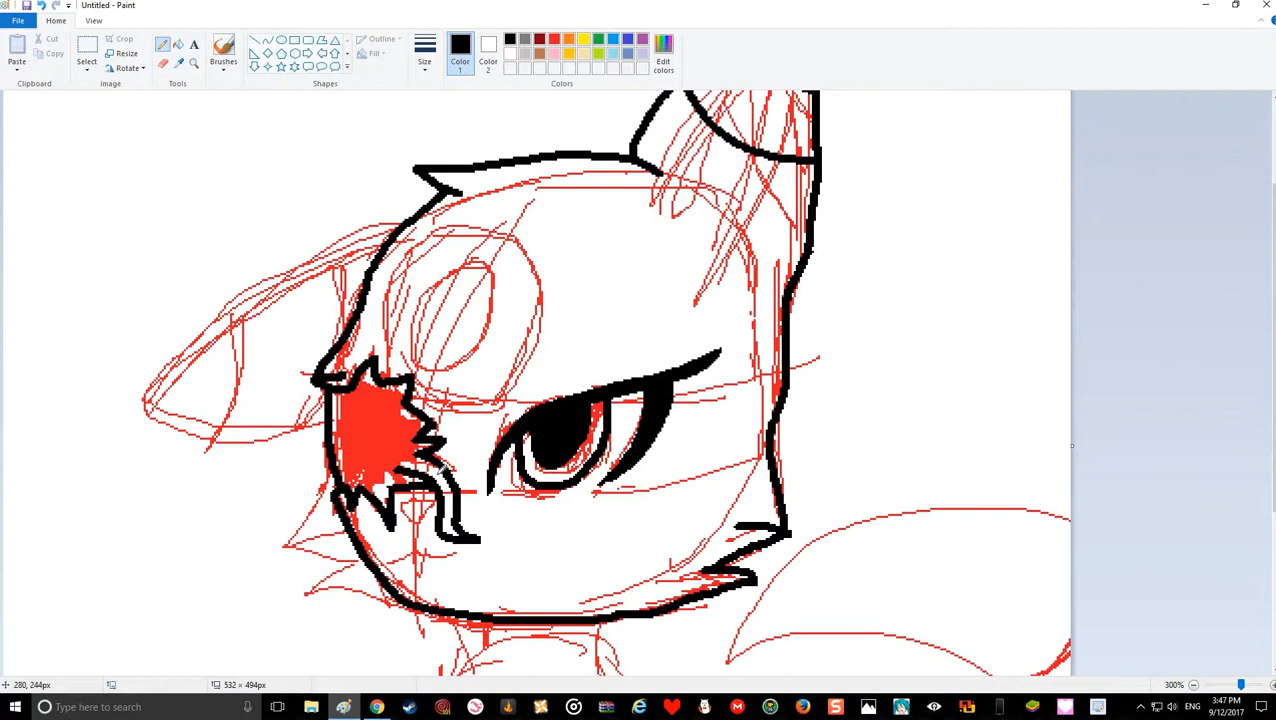 Untitled - Paint
File
Home
View
Paste
Cut
Copy
Clipboard
Select
Crop
Resize
Rotate
Image
A
Tools
Brushes
Outline
Fill
Shapes
Size
Color
1
Color
2
Edit
colors
Colors
280, 244px
532 × 494px
300%
Type here to search
ENG
3:47 PM
9/12/2017